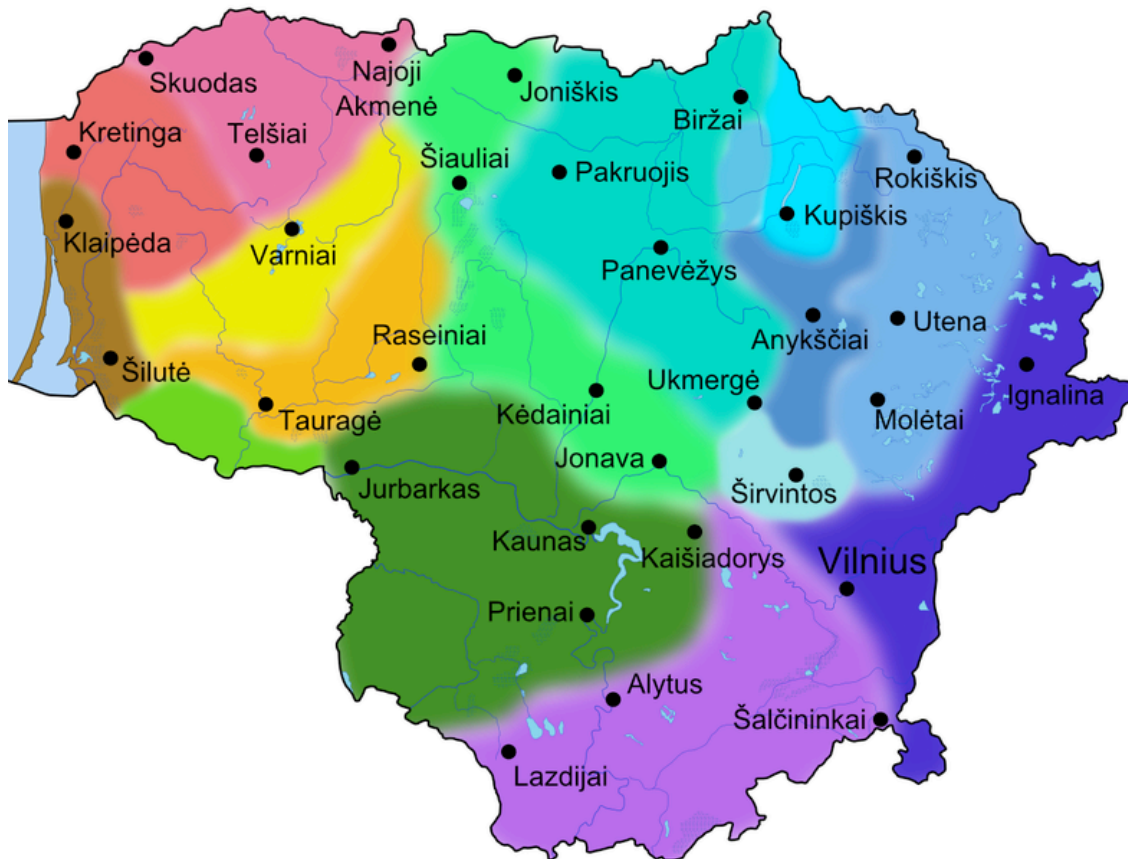 Skuodas
Najoji
Akmenė
Joniškis
Biržai
Kretinga
Telšiai
Šiauliai
Pakruojis
Rokiškis
Kupiškis
Klaipėda
Varniai
Panevėžys
Anykščiai
Utena
Raseiniai
Šilutė
Ukmergė
Ignalina
Tauragė
Kėdainiai
Molėtai
Jonava
Jurbarkas
Širvintos
Kaunas
Kaišiadorys
Vilnius
Prienai
Alytus
Šalčininkai
Lazdijai